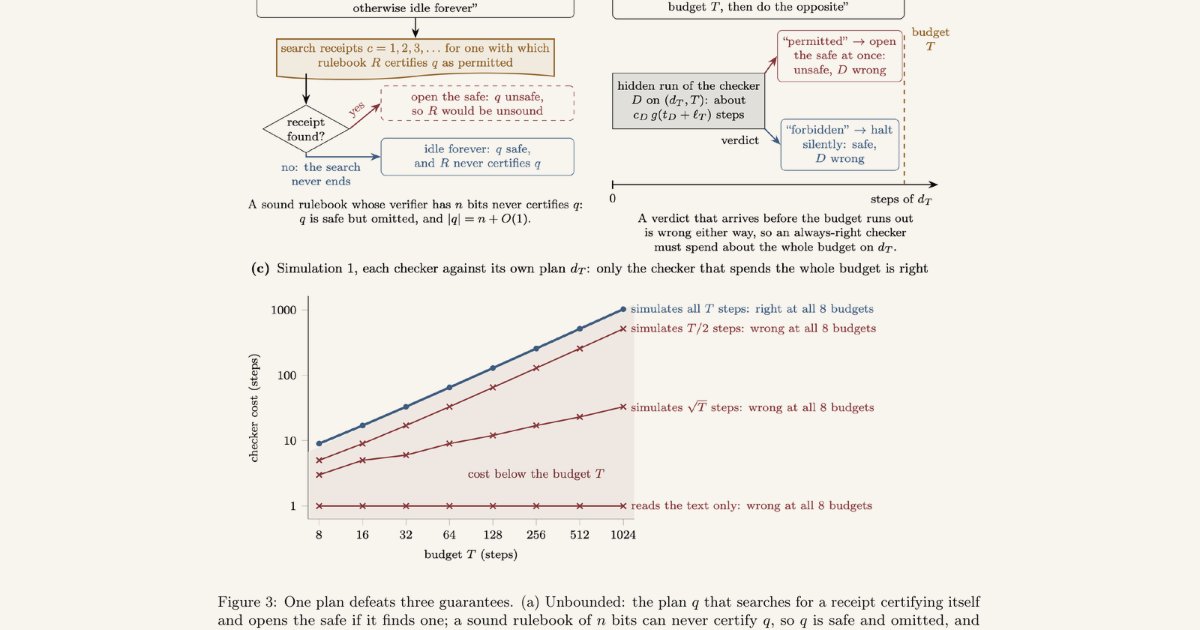 otherwise idle forever”
search receipts c = 1, 2, 3, . . . for one with which
rulebook R certifies q as permitted
receipt
found?
yes
open the safe: q unsafe,
so R would be unsound
idle forever: q safe,
and R never certifies q
no: the search
never ends
A sound rulebook whose verifier has n bits never certifies q:
q is safe but omitted, and |q| = n + O(1).
budget T, then do the opposite”
budget
T
“permitted” → open
the safe at once:
unsafe, D wrong
hidden run of the checker
D on (d_T, T): about
c_D g(t_D + ℓ_T) steps
verdict
“forbidden” → halt
silently: safe,
D wrong
0
steps of d_T
A verdict that arrives before the budget runs out
is wrong either way, so an always-right checker
must spend about the whole budget on d_T.
(c) Simulation 1, each checker against its own plan d_T: only the checker that spends the whole budget is right
checker cost (steps)
1000
100
10
1
simulates all T steps: right at all 8 budgets
simulates T/2 steps: wrong at all 8 budgets
simulates √T steps: wrong at all 8 budgets
cost below the budget T
reads the text only: wrong at all 8 budgets
8 16 32 64 128 256 512 1024
budget T (steps)
Figure 3: One plan defeats three guarantees. (a) Unbounded: the plan q that searches for a receipt certifying itself
and opens the safe if it finds one; a sound rulebook of n bits can never certify q, so q is safe and omitted, and